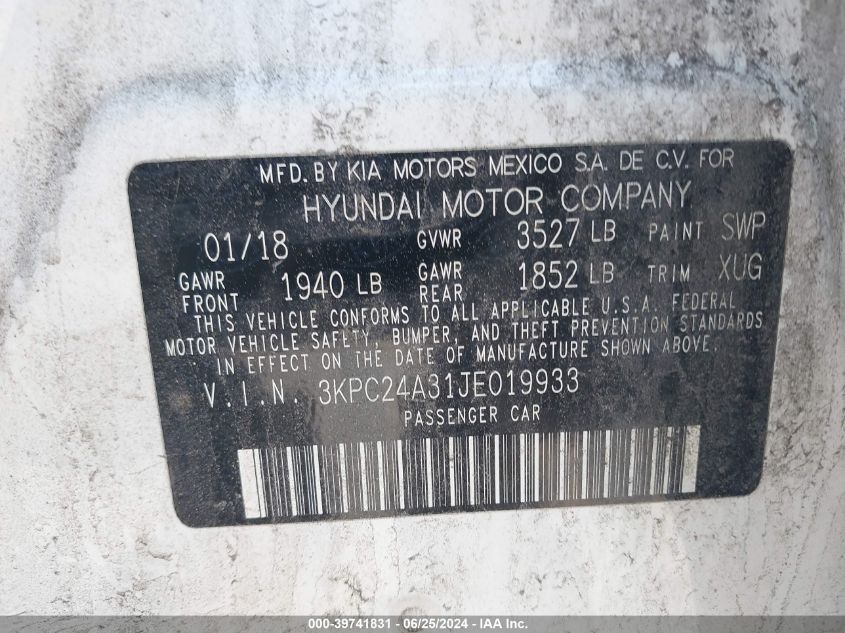 MFD. BY KIA MOTORS MEXICO S.A. DE C.V. FOR
HYUNDAI MOTOR COMPANY
01/18 GVWR 3527 LB PAINT SWP
GAWR FRONT 1940 LB GAWR REAR 1852 LB TRIM XUG
THIS VEHICLE CONFORMS TO ALL APPLICABLE U.S.A. FEDERAL
MOTOR VEHICLE SAFETY, BUMPER, AND THEFT PREVENTION STANDARDS
IN EFFECT ON THE DATE OF MANUFACTURE SHOWN ABOVE.
V.I.N. 3KPC24A31JE019933
PASSENGER CAR
000-39741831 - 06/25/2024 - IAA Inc.